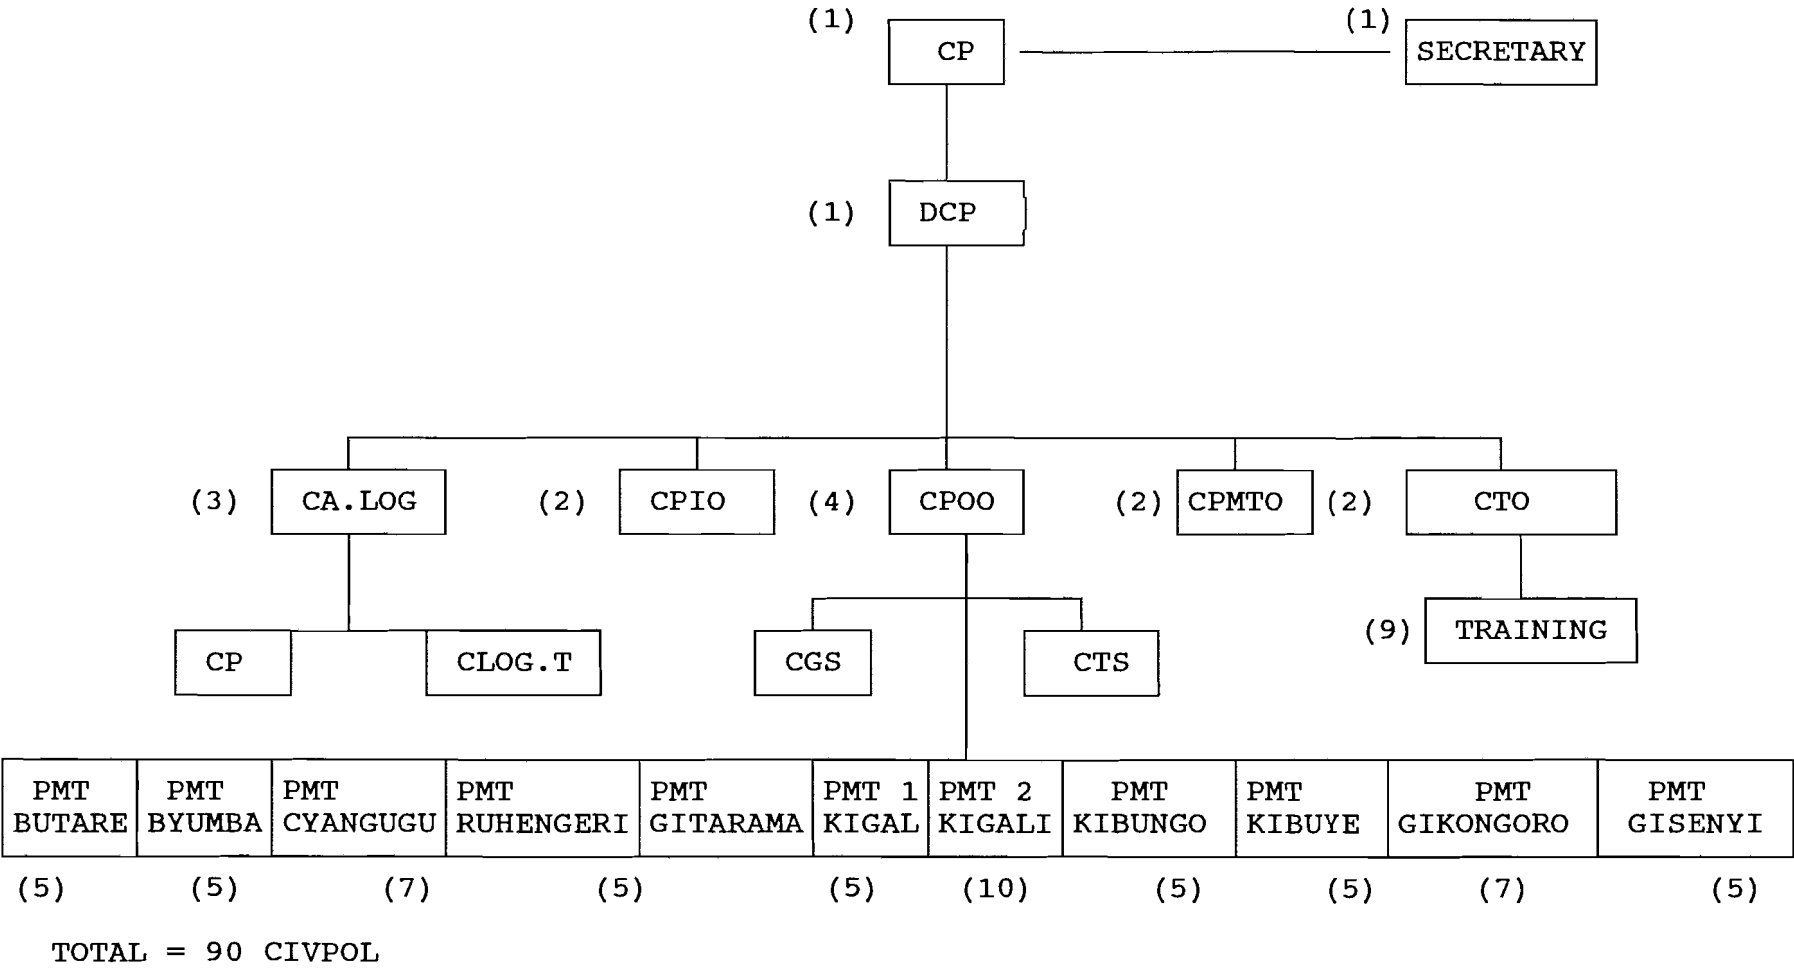 (1) CP (1) SECRETARY
(1) DCP
(3) CA.LOG (2) CPIO (4) CPOO (2) CPMTO (2) CTO
(9) TRAINING
CP CLOG.T CGS CTS
PMT PMT PMT PMT PMT PMT 1 PMT 2 PMT PMT PMT PMT
BUTARE BYUMBA CYANGUGU RUHENGERI GITARAMA KIGAL KIGALI KIBUNGO KIBUYE GIKONGORO GISENYI
(5) (5) (7) (5) (5) (10) (5) (5) (7) (5)
TOTAL = 90 CIVPOL